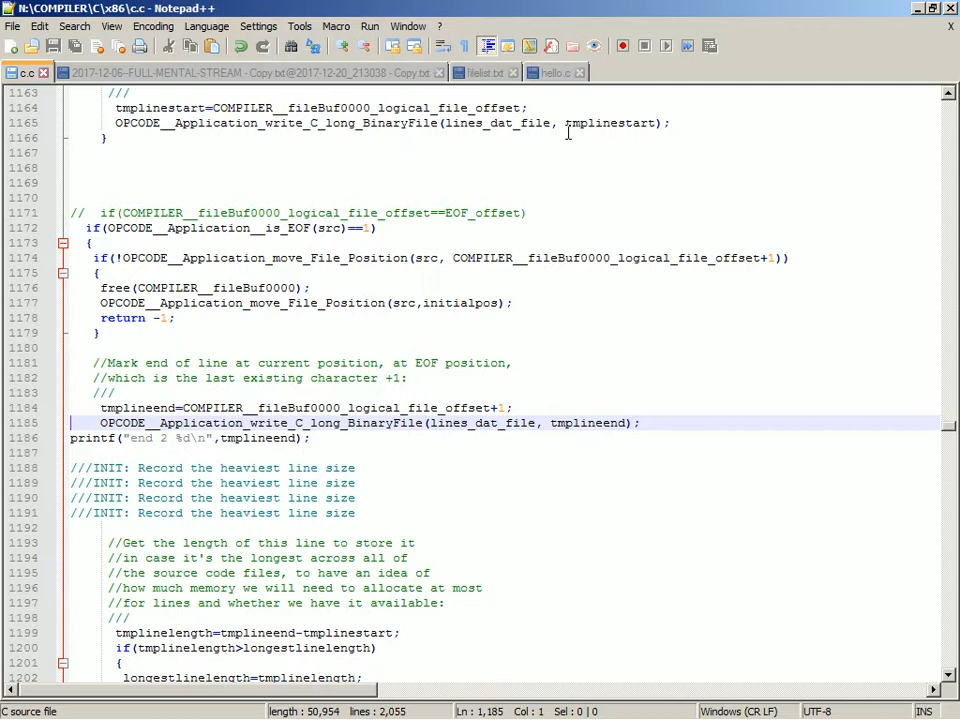 N:\COMPILER\C\x86\c.c - Notepad++
File Edit Search View Encoding Language Settings Tools Macro Run Window ? X
c.c 2017-12-06--FULL-MENTAL-STREAM - Copy.txt@2017-12-20_213038 - Copy.txt filelist.txt hello.c
1163 ///
1164 tmplinestart=COMPILER__fileBuf0000_logical_file_offset;
1165 OPCODE__Application_write_C_long_BinaryFile(lines_dat_file, tmplinestart);
1166 }
1167
1168
1169
1170
1171 // if(COMPILER__fileBuf0000_logical_file_offset==EOF_offset)
1172 if(OPCODE__Application__is_EOF(src)==1)
1173 {
1174 if(!OPCODE__Application_move_File_Position(src, COMPILER__fileBuf0000_logical_file_offset+1))
1175 {
1176 free(COMPILER__fileBuf0000);
1177 OPCODE__Application_move_File_Position(src,initialpos);
1178 return -1;
1179 }
1180
1181 //Mark end of line at current position, at EOF position,
1182 //which is the last existing character +1:
1183 ///
1184 tmplineend=COMPILER__fileBuf0000_logical_file_offset+1;
1185 OPCODE__Application_write_C_long_BinaryFile(lines_dat_file, tmplineend);
1186 printf("end 2 %d\n",tmplineend);
1187
1188 ///INIT: Record the heaviest line size
1189 ///INIT: Record the heaviest line size
1190 ///INIT: Record the heaviest line size
1191 ///INIT: Record the heaviest line size
1192
1193 //Get the length of this line to store it
1194 //in case it's the longest across all of
1195 //the source code files, to have an idea of
1196 //how much memory we will need to allocate at most
1197 //for lines and whether we have it available:
1198 ///
1199 tmplinelength=tmplineend-tmplinestart;
1200 if(tmplinelength>longestlinelength)
1201 {
1202 longestlinelength=tmplinelength;
C source file length : 50,954 lines : 2,055 Ln : 1,185 Col : 1 Sel : 0 | 0 Windows (CR LF) UTF-8 INS